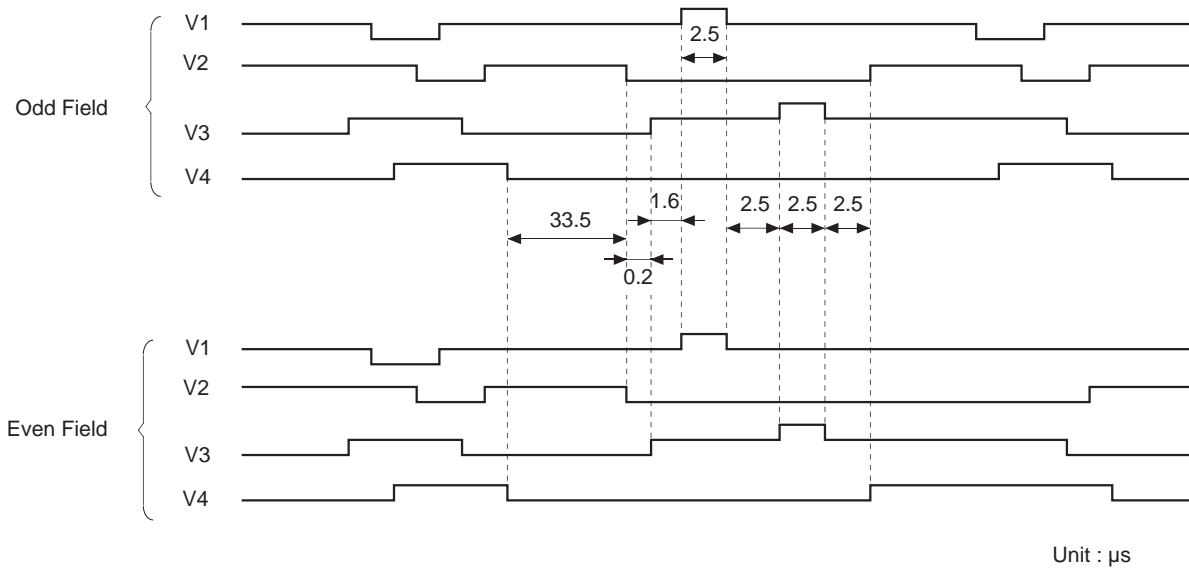 V1
2.5
V2
Odd Field
V3
V4
1.6
2.5 2.5 2.5
33.5
0.2
V1
V2
Even Field
V3
V4
Unit : µs